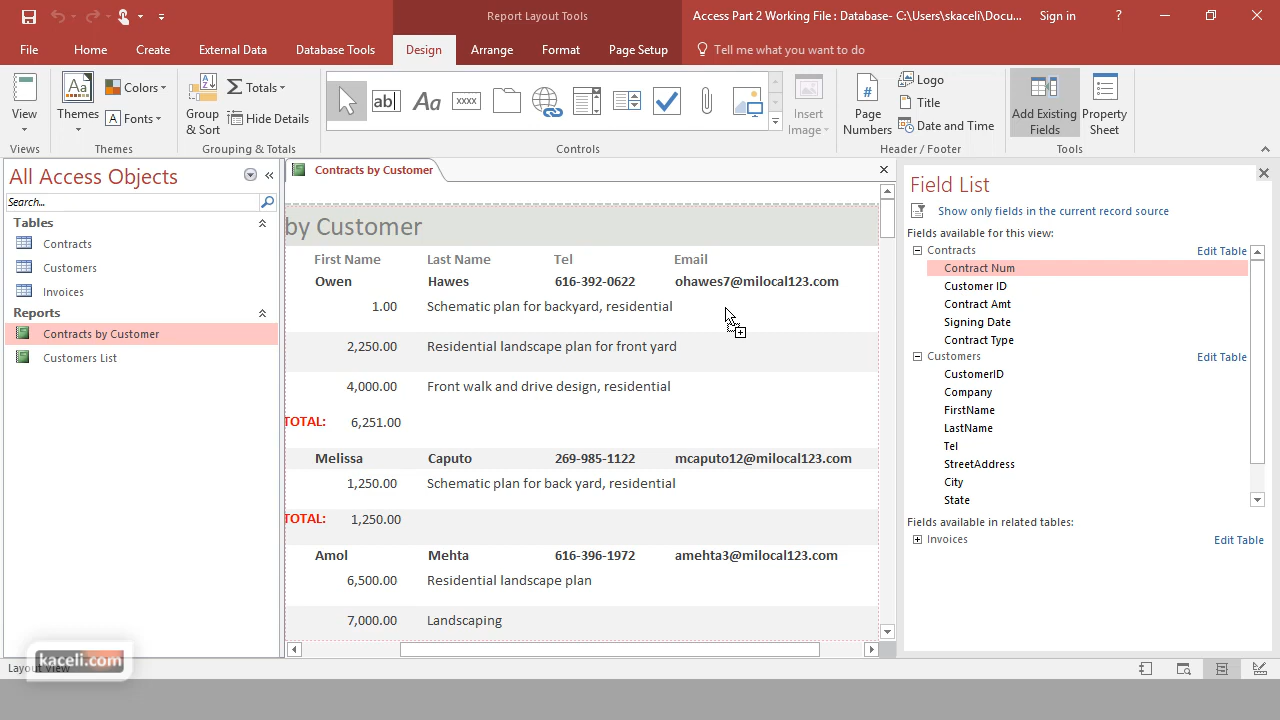 Report Layout Tools
Access Part 2 Working File : Database- C:\Users\skaceli\Docu...
Sign in
?
File
Home
Create
External Data
Database Tools
Design
Arrange
Format
Page Setup
Tell me what you want to do
View
Views
Aa
Themes
Colors
Fonts
Themes
Group & Sort
Totals
Hide Details
Grouping & Totals
ab
Aa
xxxx
Controls
Insert
Image
#
Page
Numbers
Logo
Title
Date and Time
Header / Footer
Add Existing
Fields
Property
Sheet
Tools
All Access Objects
Search...
Tables
Contracts
Customers
Invoices
Reports
Contracts by Customer
Customers List
Contracts by Customer
by Customer
First Name Last Name Tel Email
Owen Hawes 616-392-0622 ohawes7@milocal123.com
1.00 Schematic plan for backyard, residential
2,250.00 Residential landscape plan for front yard
4,000.00 Front walk and drive design, residential
TOTAL: 6,251.00
Melissa Caputo 269-985-1122 mcaputo12@milocal123.com
1,250.00 Schematic plan for back yard, residential
TOTAL: 1,250.00
Amol Mehta 616-396-1972 amehta3@milocal123.com
6,500.00 Residential landscape plan
7,000.00 Landscaping
Field List
Show only fields in the current record source
Fields available for this view:
Contracts Edit Table
Contract Num
Customer ID
Contract Amt
Signing Date
Contract Type
Customers Edit Table
CustomerID
Company
FirstName
LastName
Tel
StreetAddress
City
State
Fields available in related tables:
Invoices Edit Table
kaceli.com